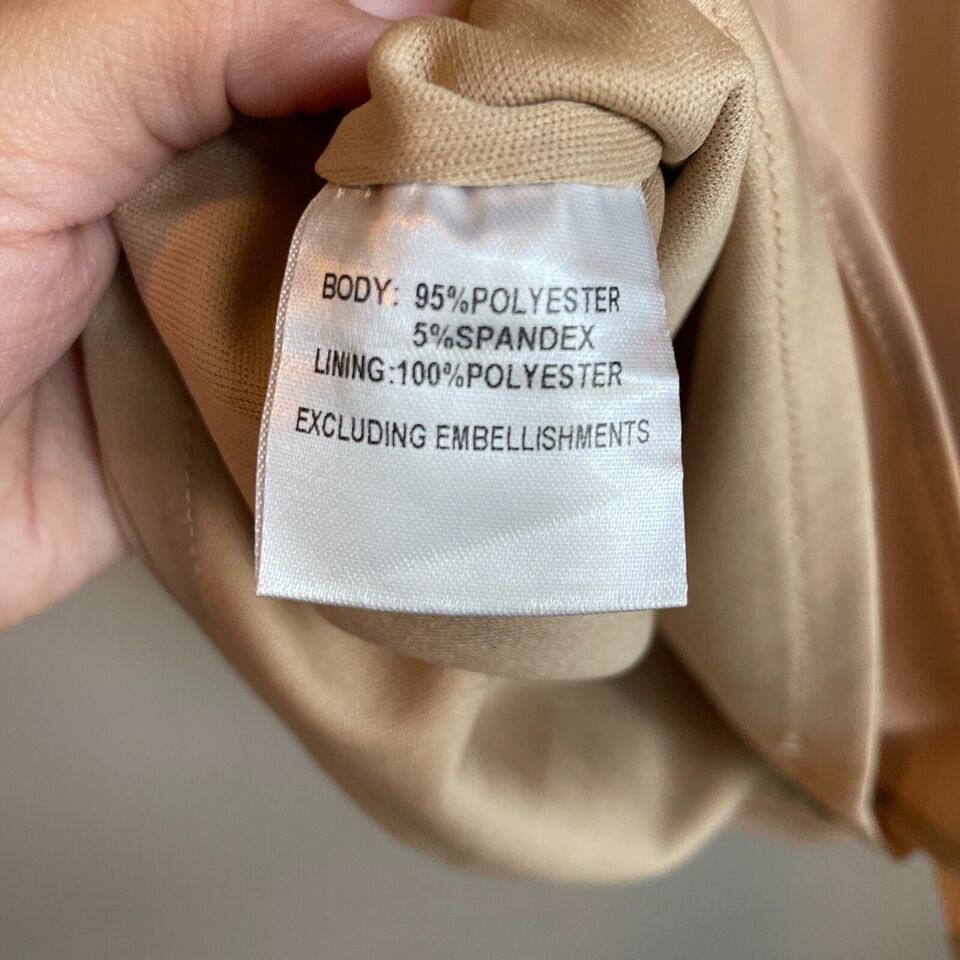 BODY: 95%POLYESTER
5%SPANDEX
LINING:100%POLYESTER
EXCLUDING EMBELLISHMENTS